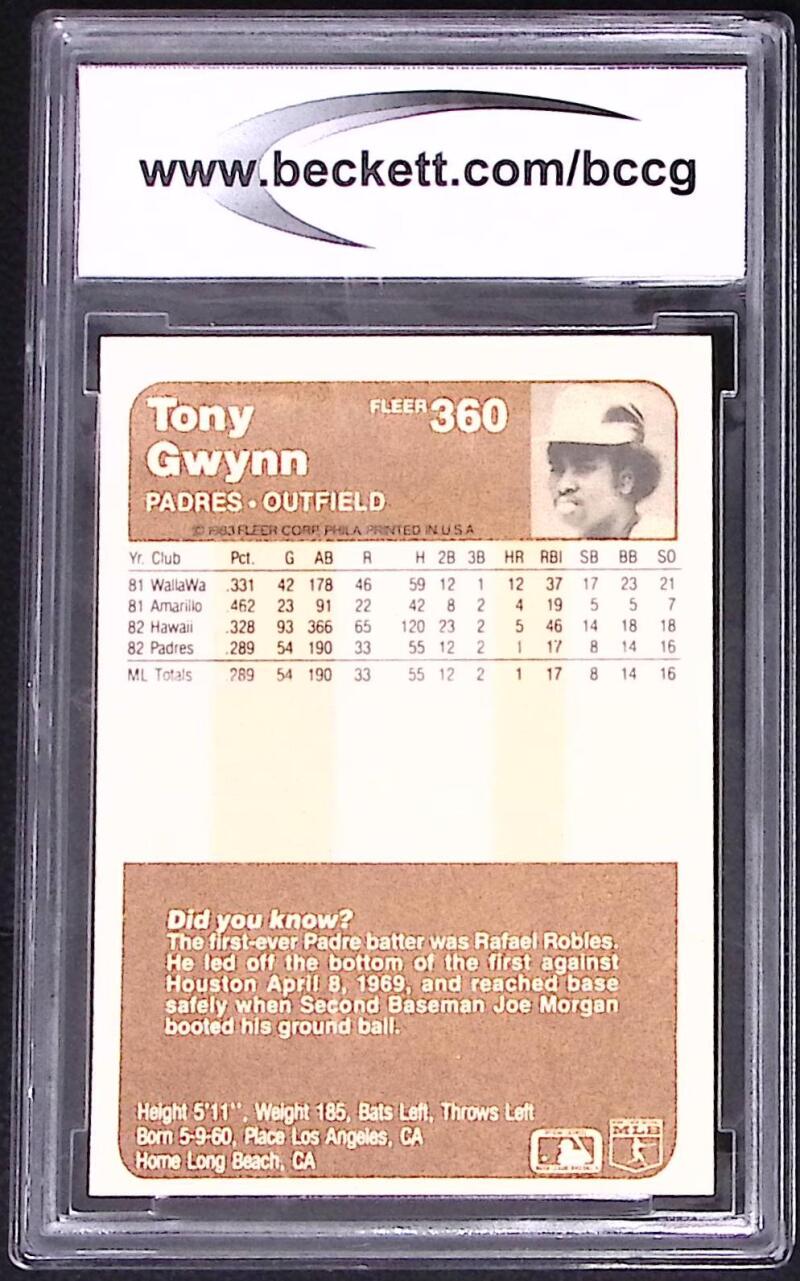 www.beckett.com/bccg
Tony
Gwynn
FLEER 360
PADRES • OUTFIELD
© 1983 FLEER CORP. PHILA. PRINTED IN U.S.A.
Yr. Club Pct. G AB R H 2B 3B HR RBI SB BB SO
81 WallaWa .331 42 178 46 59 12 1 12 37 17 23 21
81 Amarillo .462 23 91 22 42 8 2 4 19 5 5 7
82 Hawaii .328 93 366 65 120 23 2 5 46 14 18 18
82 Padres .289 54 190 33 55 12 2 1 17 8 14 16
ML Totals .289 54 190 33 55 12 2 1 17 8 14 16
Did you know?
The first-ever Padre batter was Rafael Robles.
He led off the bottom of the first against
Houston April 8, 1969, and reached base
safely when Second Baseman Joe Morgan
booted his ground ball.
Height 5'11", Weight 185, Bats Left, Throws Left
Born 5-9-60, Place Los Angeles, CA
Home Long Beach, CA